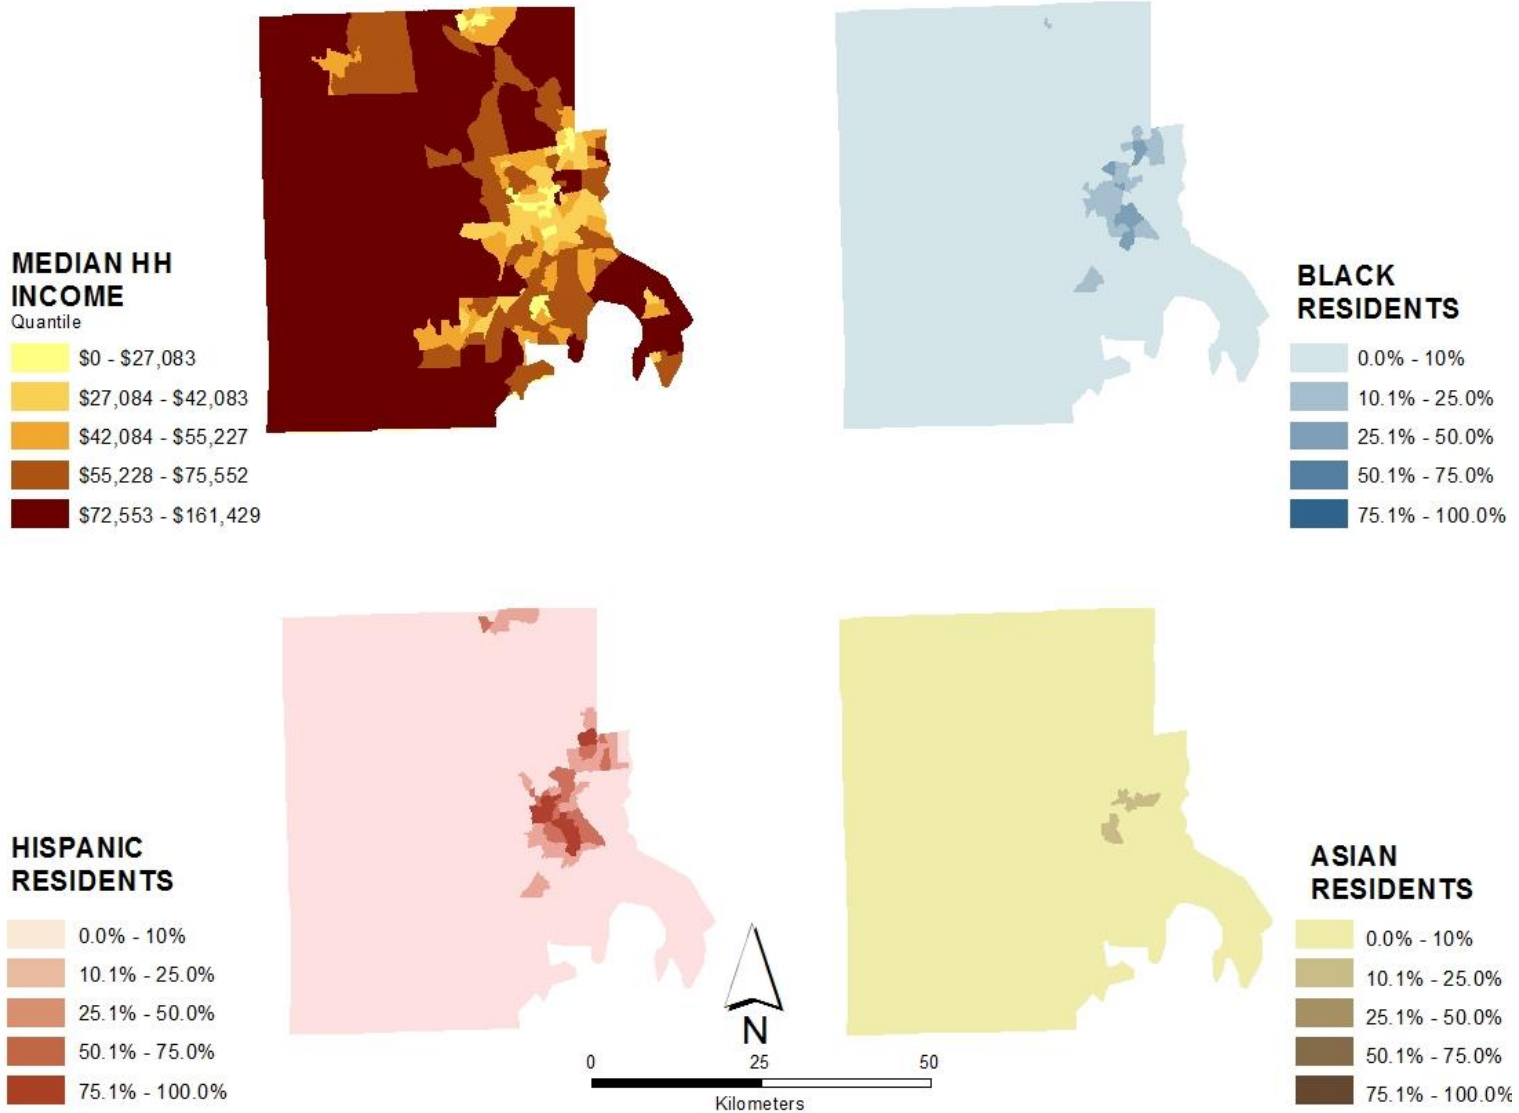 MEDIAN HH
INCOME
Quantile
$0 - $27,083
$27,084 - $42,083
$42,084 - $55,227
$55,228 - $75,552
$72,553 - $161,429
BLACK
RESIDENTS
0.0% - 10%
10.1% - 25.0%
25.1% - 50.0%
50.1% - 75.0%
75.1% - 100.0%
HISPANIC
RESIDENTS
0.0% - 10%
10.1% - 25.0%
25.1% - 50.0%
50.1% - 75.0%
75.1% - 100.0%
N
0 25 50
Kilometers
ASIAN
RESIDENTS
0.0% - 10%
10.1% - 25.0%
25.1% - 50.0%
50.1% - 75.0%
75.1% - 100.0%